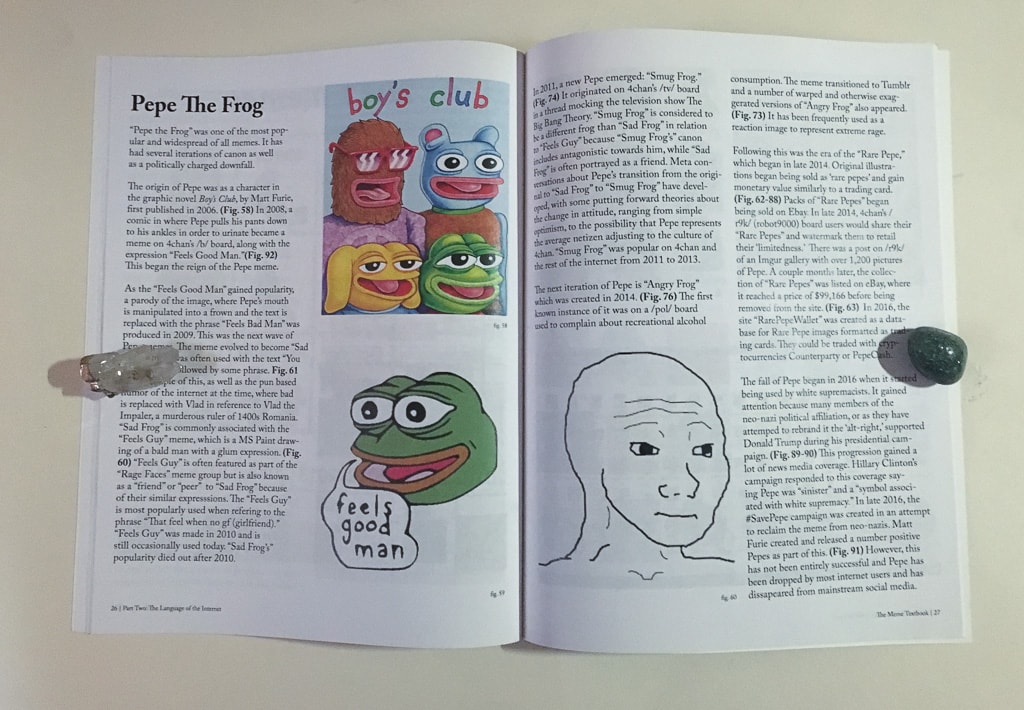 Pepe The Frog
"Pepe the Frog" was one of the most pop-
ular and widespread of all memes. It has
had several iterations of canon as well
as a politically charged downfall.
The origin of Pepe was as a character in
the graphic novel Boy's Club, by Matt Furie,
first published in 2006. (Fig. 58) In 2008, a
comic in where Pepe pulls his pants down
to his ankles in order to urinate became a
meme on 4chan's /b/ board, along with the
expression "Feels Good Man."(Fig. 92)
This began the reign of the Pepe meme.
As the "Feels Good Man" gained popularity,
a parody of the image, where Pepe's mouth
is manipulated into a frown and the text is
replaced with the phrase "Feels Bad Man" was
produced in 2009. This was the next wave of
The meme evolved to become "Sad
was often used with the text "You
followed by some phrase. Fig. 61
of this, as well as the pun based
humor of the internet at the time, where bad
is replaced with Vlad in reference to Vlad the
Impaler, a murderous ruler of 1400s Romania.
"Sad Frog" is commonly associated with the
"Feels Guy" meme, which is a MS Paint draw-
ing of a bald man with a glum expression. (Fig.
60) "Feels Guy" is often featured as part of the
"Rage Faces" meme group but is also known
as a "friend" or "peer" to "Sad Frog" because
of their similar expressions. The "Feels Guy"
is most popularly used when refering to the
phrase "That feel when no gf (girlfriend)."
"Feels Guy" was made in 2010 and is
still occasionally used today. "Sad Frog's"
popularity died out after 2010.
boy's club
fig. 58
feels
good
man
fig. 59
26 | Part Two: The Language of the Internet
In 2011, a new Pepe emerged: "Smug Frog."
(Fig. 74) It originated on 4chan's /tv/ board
in a thread mocking the television show The
Big Bang Theory. "Smug Frog" is considered to
be a different frog than "Sad Frog" in relation
to "Feels Guy" because "Smug Frog's" canon
includes antagonistic towards him, while "Sad
Frog" is often portrayed as a friend. Meta con-
versations about Pepe's transition from the origi-
nal to "Sad Frog" to "Smug Frog" have devel-
oped, with some putting forward theories about
the change in attitude, ranging from simple
optimism, to the possibility that Pepe represents
the average netizen adjusting to the culture of
4chan. "Smug Frog" was popular on 4chan and
the rest of the internet from 2011 to 2013.
The next iteration of Pepe is "Angry Frog"
which was created in 2014. (Fig. 76) The first
known instance of it was on a /pol/ board
used to complain about recreational alcohol
fig. 60
consumption. The meme transitioned to Tumblr
and a number of warped and otherwise exag-
gerated versions of "Angry Frog" also appeared.
(Fig. 73) It has been frequently used as a
reaction image to represent extreme rage.
Following this was the era of the "Rare Pepe,"
which began in late 2014. Original illustra-
tions began being sold as 'rare pepes' and gain
monetary value similarly to a trading card.
(Fig. 62-88) Packs of "Rare Pepes" began
being sold on Ebay. In late 2014, 4chan's /
r9k/ (robot9000) board users would share their
"Rare Pepes" and watermark them to retail
their 'limitedness.' There was a post on /r9k/
of an Imgur gallery with over 1,200 pictures
of Pepe. A couple months later, the collec-
tion of "Rare Pepes" was listed on eBay, where
it reached a price of $99,166 before being
removed from the site. (Fig. 63) In 2016, the
site "RarePepeWallet" was created as a data-
base for Rare Pepe images formatted as trad-
ing cards. They could be traded with cryp-
tocurrencies Counterparty or PepeCash.
The fall of Pepe began in 2016 when it started
being used by white supremacists. It gained
attention because many members of the
neo-nazi political affiliation, or as they have
attemped to rebrand it the 'alt-right,' supported
Donald Trump during his presidential cam-
paign. (Fig. 89-90) This progression gained a
lot of news media coverage. Hillary Clinton's
campaign responded to this coverage say-
ing Pepe was "sinister" and a "symbol associ-
ated with white supremacy." In late 2016, the
#SavePepe campaign was created in an attempt
to reclaim the meme from neo-nazis. Matt
Furie created and released a number positive
Pepes as part of this. (Fig. 91) However, this
has not been entirely successful and Pepe has
been dropped by most internet users and has
dissapeared from mainstream social media.
The Meme Textbook | 27